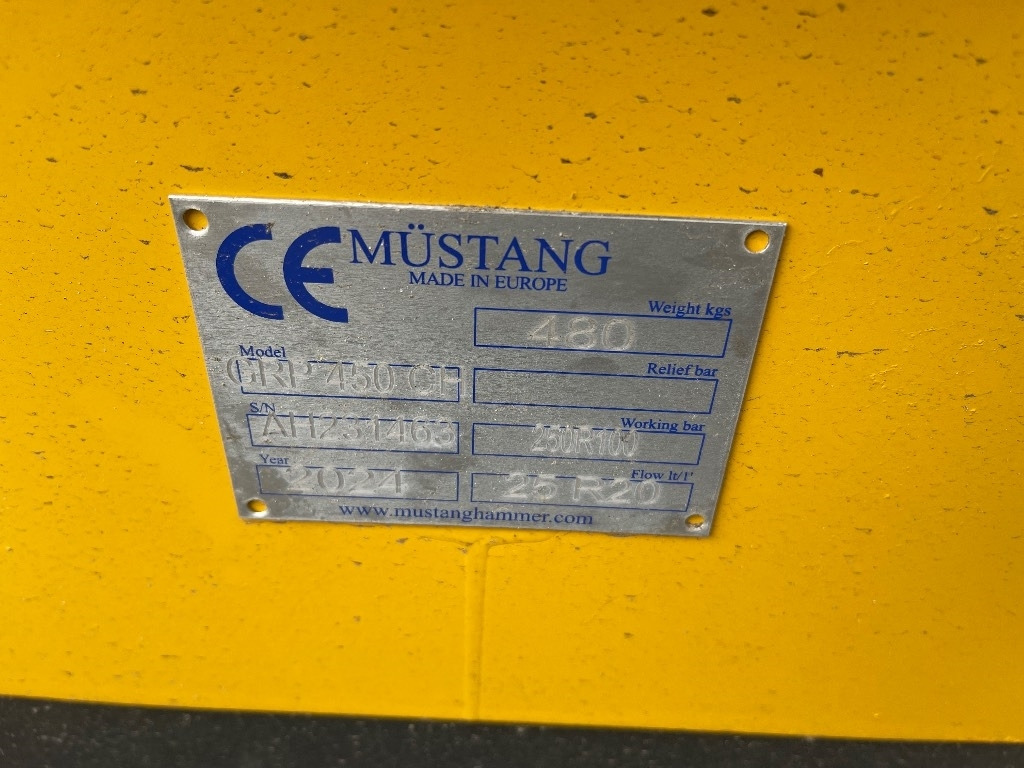 CE MÜSTANG
MADE IN EUROPE
Weight kgs
480
Model
GRP 450 CH
Relief bar
S/N
AH231463
Working bar
250R100
Year
2024
Flow lt/1'
25 R20
www.mustanghammer.com